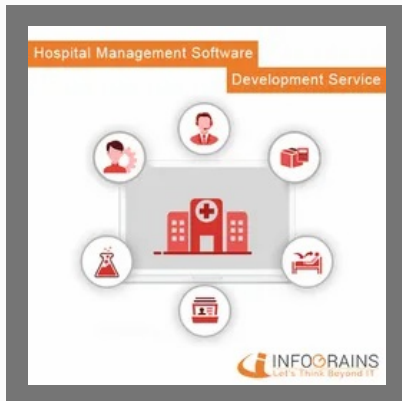 Hospital Management Software
Development Service
INFOGRAINS
Let's Think Beyond IT